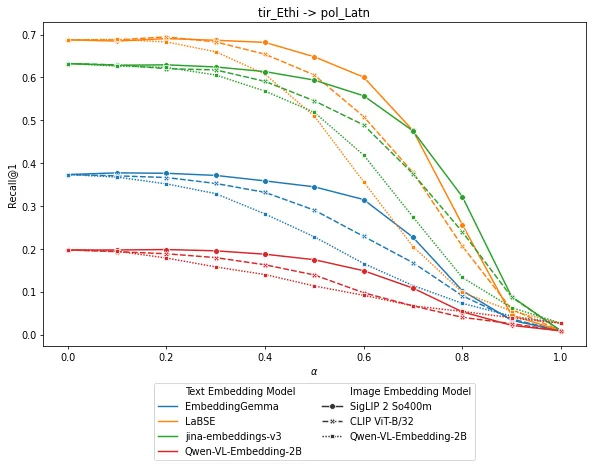 tir_Ethi -> pol_Latn
Recall@1
0.7
0.6
0.5
0.4
0.3
0.2
0.1
0.0
0.0 0.2 0.4 0.6 0.8 1.0
α
Text Embedding Model
EmbeddingGemma
LaBSE
jina-embeddings-v3
Qwen-VL-Embedding-2B
Image Embedding Model
SigLIP 2 So400m
CLIP ViT-B/32
Qwen-VL-Embedding-2B